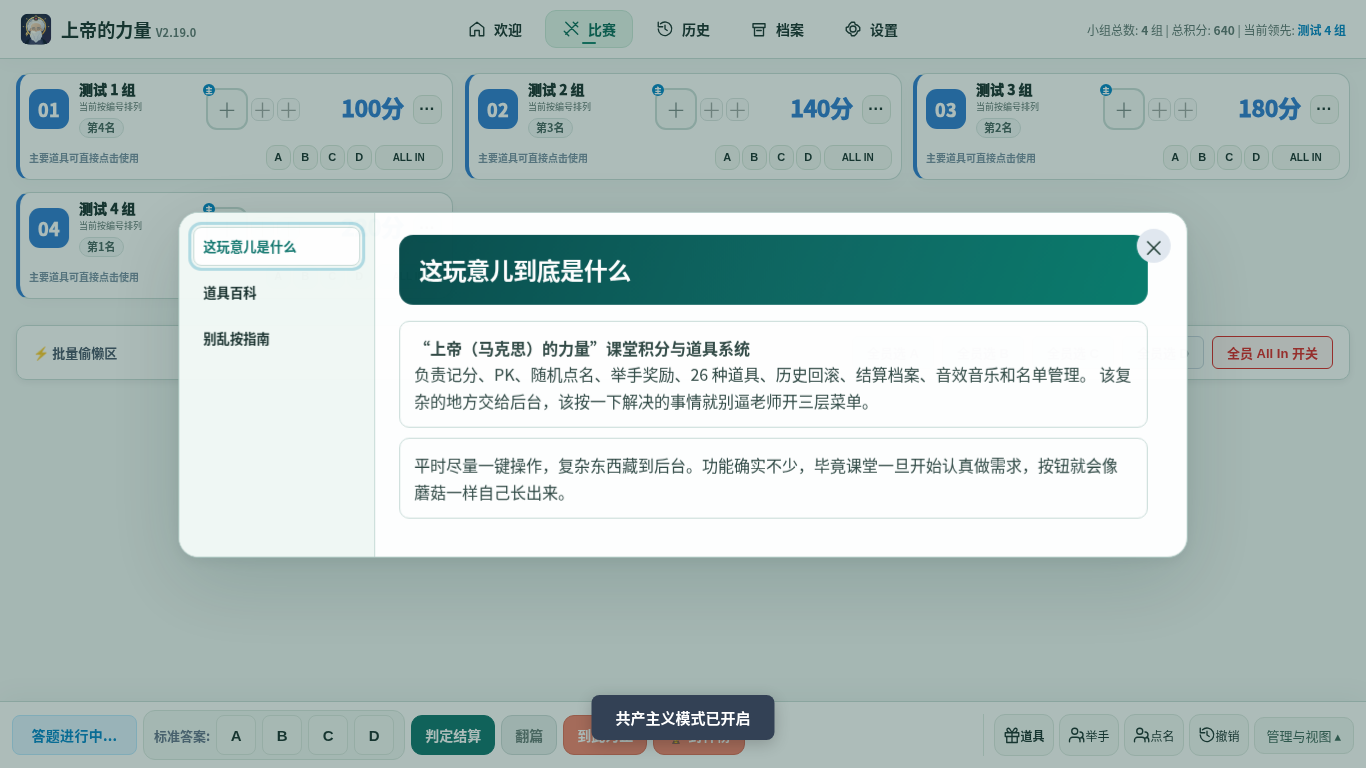 上帝的力量 V2.19.0
欢迎
比赛
历史
档案
设置
小组总数: 4 组 | 总积分: 640 | 当前领先: 测试 4 组
01
测试 1 组
当前按编号排列
第4名
主
100分
主要道具可直接点击使用
A B C D ALL IN
02
测试 2 组
当前按编号排列
第3名
主
140分
主要道具可直接点击使用
A B C D ALL IN
03
测试 3 组
当前按编号排列
第2名
主
180分
主要道具可直接点击使用
A B C D ALL IN
04
测试 4 组
当前按编号排列
第1名
主
主要道具可直接点击使用
⚡批量偷懒区
全员 All In 开关
这玩意儿是什么
道具百科
别乱按指南
这玩意儿到底是什么
“上帝（马克思）的力量”课堂积分与道具系统
负责记分、PK、随机点名、举手奖励、26 种道具、历史回滚、结算档案、音效音乐和名单管理。 该复
杂的地方交给后台，该按一下解决的事情就别逼老师开三层菜单。
平时尽量一键操作，复杂东西藏到后台。功能确实不少，毕竟课堂一旦开始认真做需求，按钮就会像
蘑菇一样自己长出来。
共产主义模式已开启
答题进行中...
标准答案: A B C D
判定结算
翻篇
道具
举手
点名
撤销
管理与视图 ▴